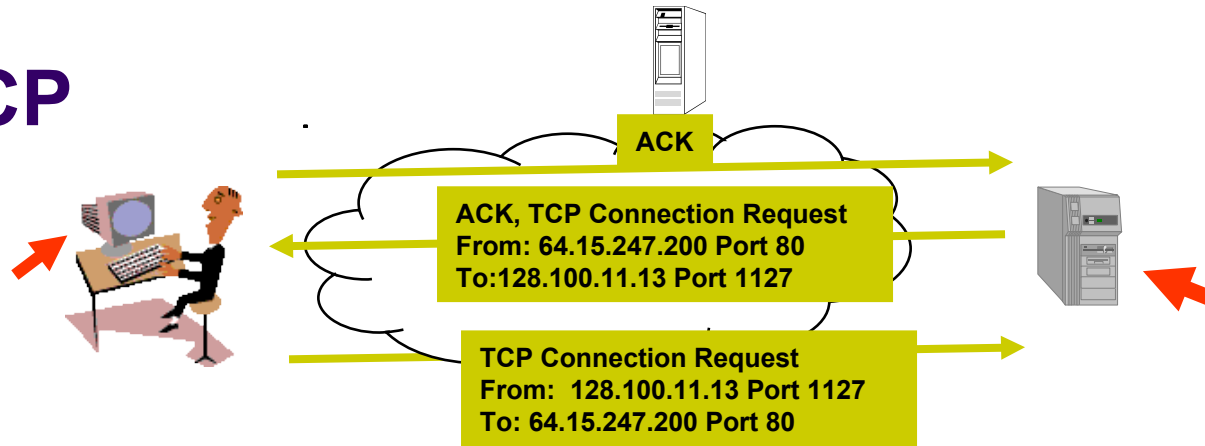 CP
ACK
ACK, TCP Connection Request
From: 64.15.247.200 Port 80
To:128.100.11.13 Port 1127
TCP Connection Request
From: 128.100.11.13 Port 1127
To: 64.15.247.200 Port 80